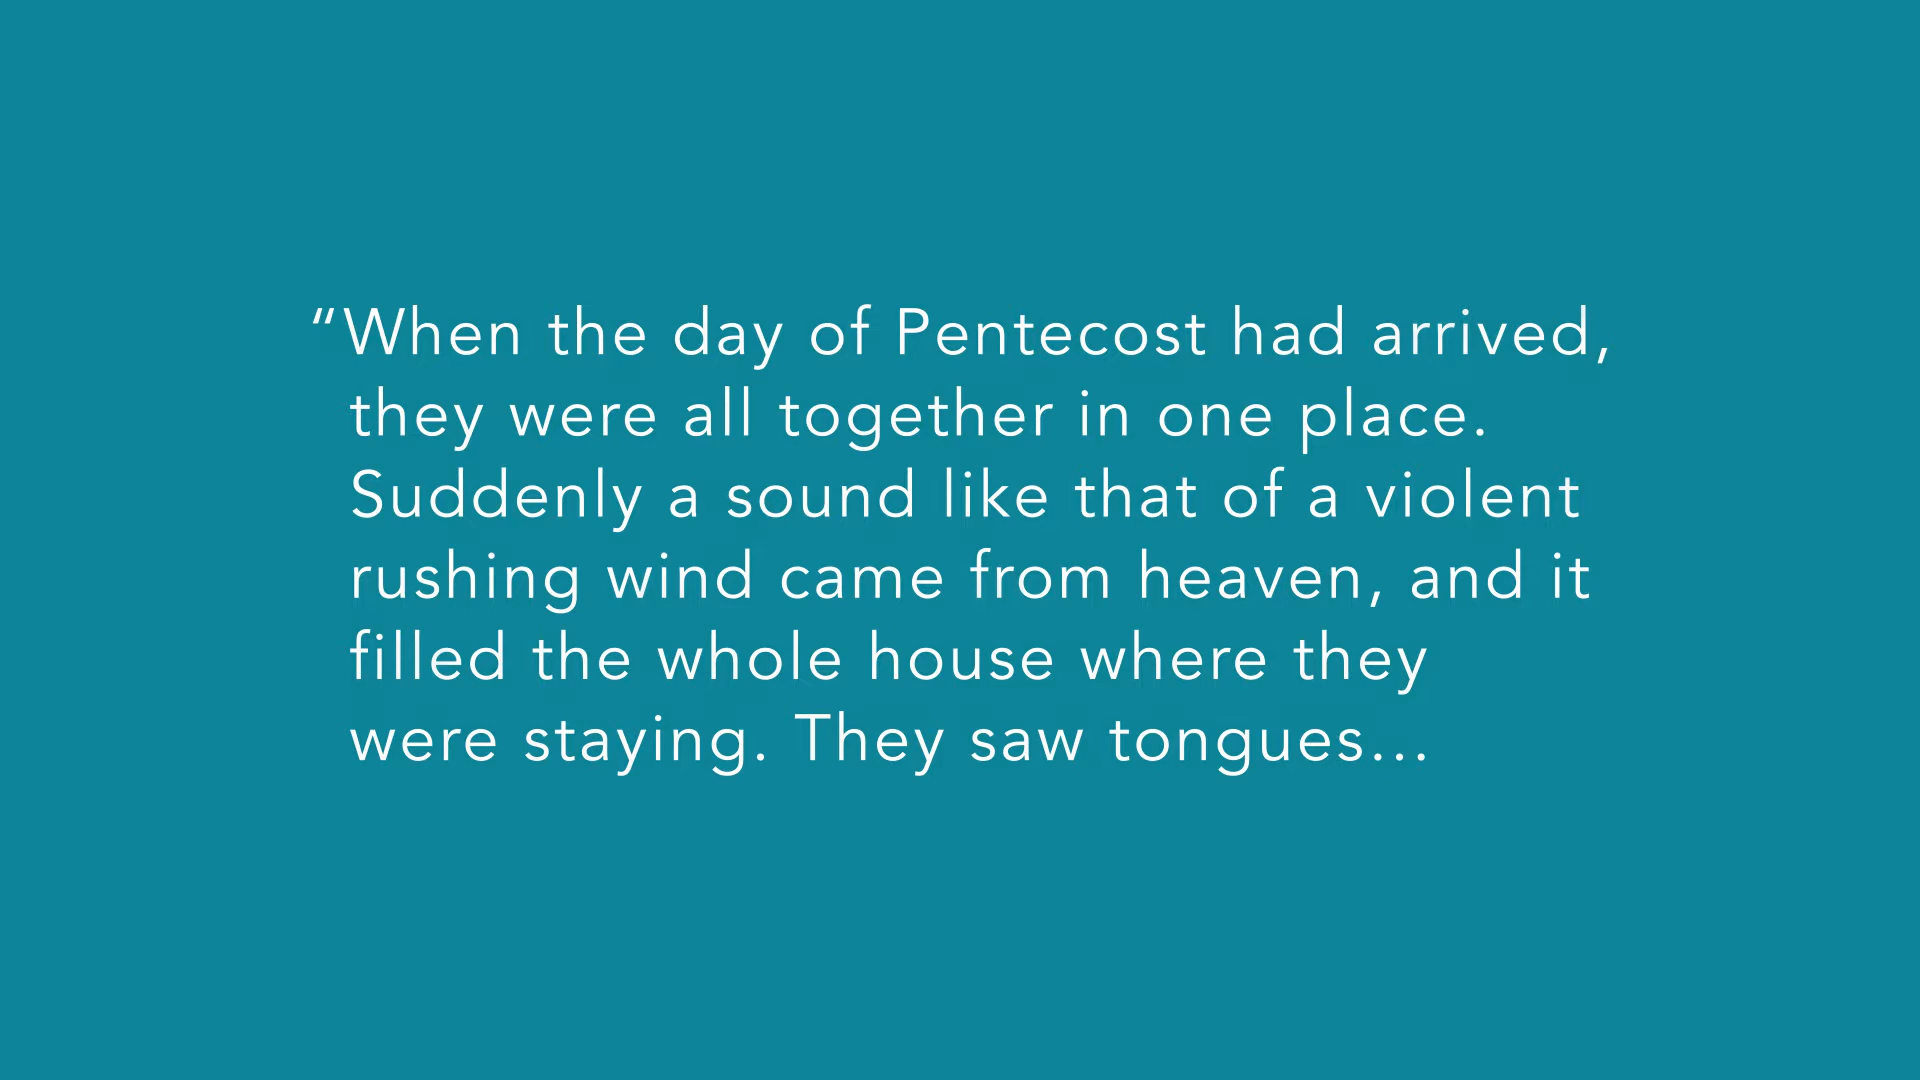 “When the day of Pentecost had arrived,
they were all together in one place.
Suddenly a sound like that of a violent
rushing wind came from heaven, and it
filled the whole house where they
were staying. They saw tongues...